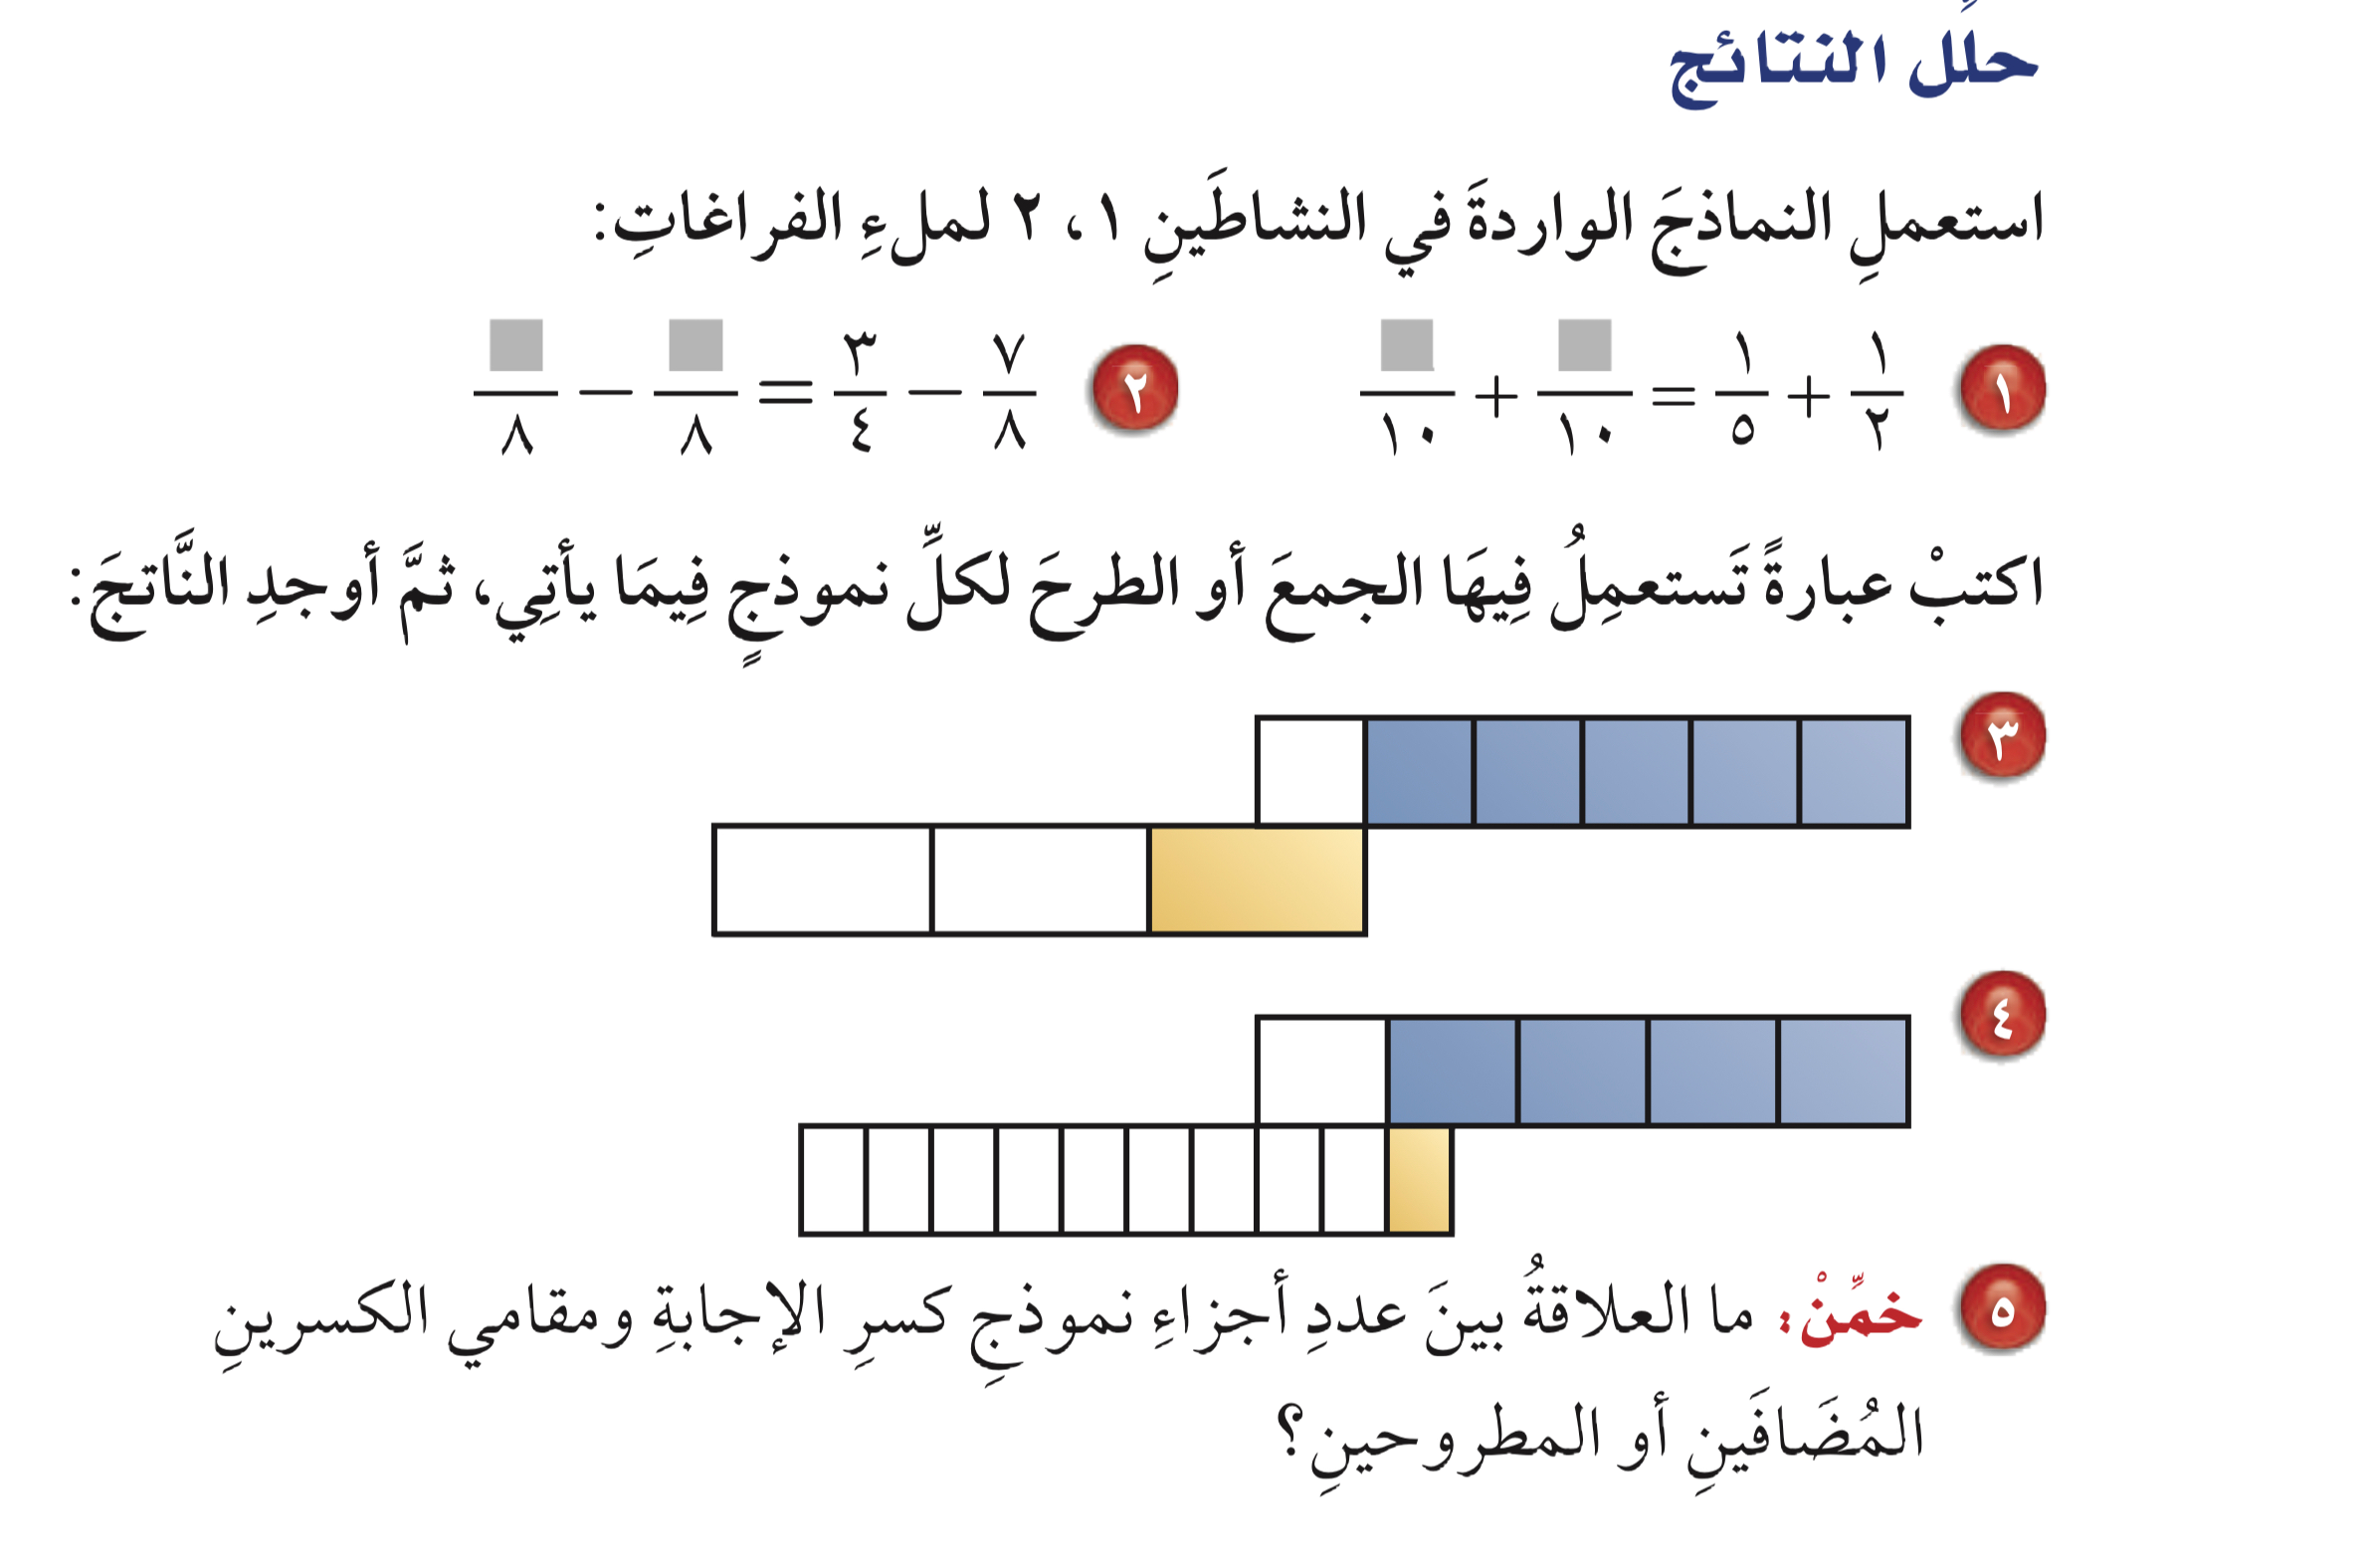 حلِّل النتائج
استعملِ النماذجَ الواردةَ في النشاطَينِ ١، ٢ لملءِ الفراغاتِ:
١ ١/٢ + ١/٥ = /١٠ + /١٠ ٢ ٧/٨ − ٣/٤ = /٨ − /٨
اكتبْ عبارةً تَستعمِلُ فِيهَا الجمعَ أو الطرحَ لكلِّ نموذجٍ فِيمَا يأتِي، ثمَّ أوجدِ النَّاتجَ:
٣
٤
٥ خمِّنْ: ما العلاقةُ بينَ عددِ أجزاءِ نموذجِ كسرِ الإجابةِ ومقامي الكسرينِ
المُضَافَينِ أو المطروحينِ؟